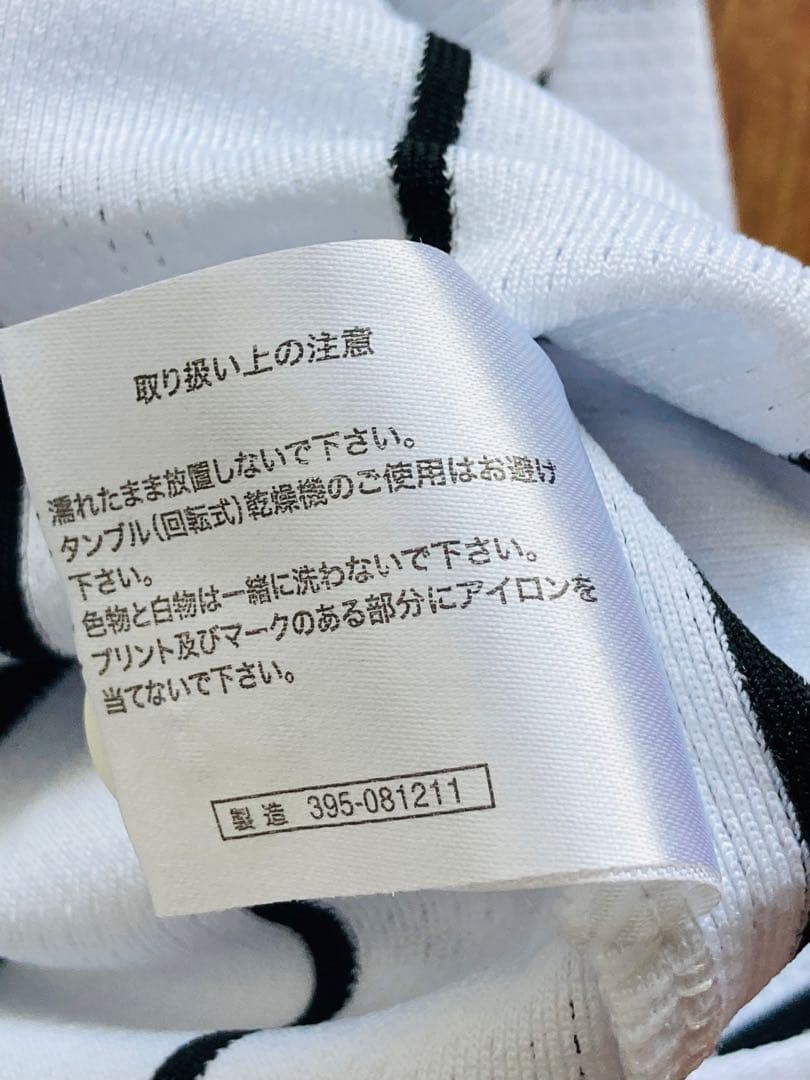 取り扱い上の注意
濡れたまま放置しないで下さい。
タンブル(回転式)乾燥機のご使用はお避け
下さい。
色物と白物は一緒に洗わないで下さい。
プリント及びマークのある部分にアイロンを
当てないで下さい。
製造 395-081211